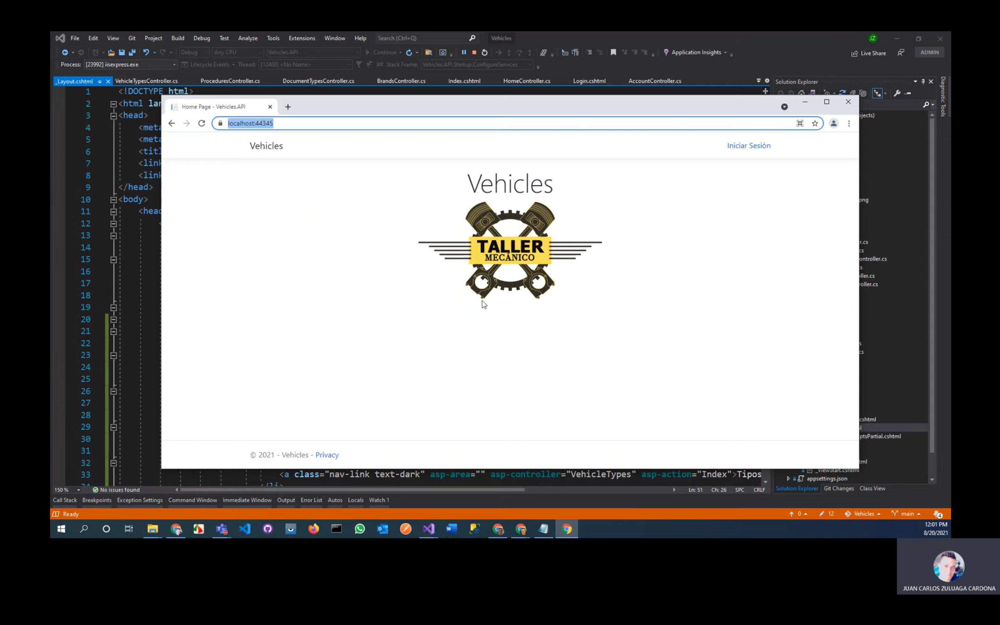 File Edit View Git Project Build Debug Test Analyze Tools Extensions Window Help Search (Ctrl+Q) Vehicles JZ
Debug Any CPU Vehicles.API Continue Application Insights Live Share ADMIN
Process: [23992] iisexpress.exe Lifecycle Events Thread: [12408] <No Name> Stack Frame: Vehicles.API.Startup.ConfigureServices
_Layout.cshtml VehicleTypesController.cs ProceduresController.cs DocumentTypesController.cs BrandsController.cs Index.cshtml HomeController.cs Login.cshtml AccountController.cs Solution Explorer
Diagnostic Tools
1 <!DOCTYPE html>
2 <html lar
3 <head>
4 <meta
5 <meta
6 <titl
7 <link
8 <link
9 </head>
10 <body>
11 <head
12 <
13
14
15
16
17
18
19
20
21
22
23
24
25
26
27
28
29
30
31
32
33 <a class="nav-link text-dark" asp-area="" asp-controller="VehicleTypes" asp-action="Index">Tipos
34 </li>
Home Page - Vehicles.API
localhost:44345
Vehicles Iniciar Sesión
Vehicles
TALLER
MECÁNICO
© 2021 - Vehicles - Privacy
ojects)
png
r.cs
cs
ontroller.cs
s
ller.cs
roller.cs
s
cs
cshtml
l
ptsPartial.cshtml
tml
_ViewStart.cshtml
appsettings.json
150 % No issues found Ln: 51 Ch: 26 SPC CRLF Solution Explorer Git Changes Class View
Call Stack Breakpoints Exception Settings Command Window Immediate Window Output Error List Autos Locals Watch 1
Ready 0 12 Vehicles main 4
12:01 PM
8/20/2021
JUAN CARLOS ZULUAGA CARDONA